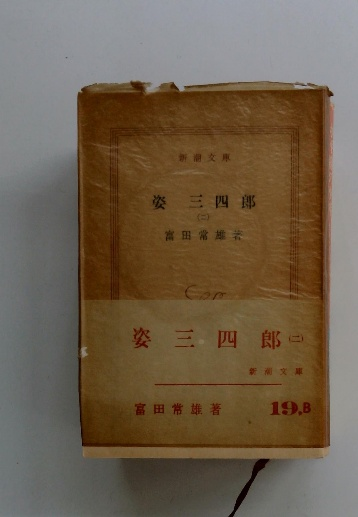 新潮文庫
姿 三四郎
(二)
富田常雄著
姿三四郎(二)
新潮文庫
富田常雄著 19.B